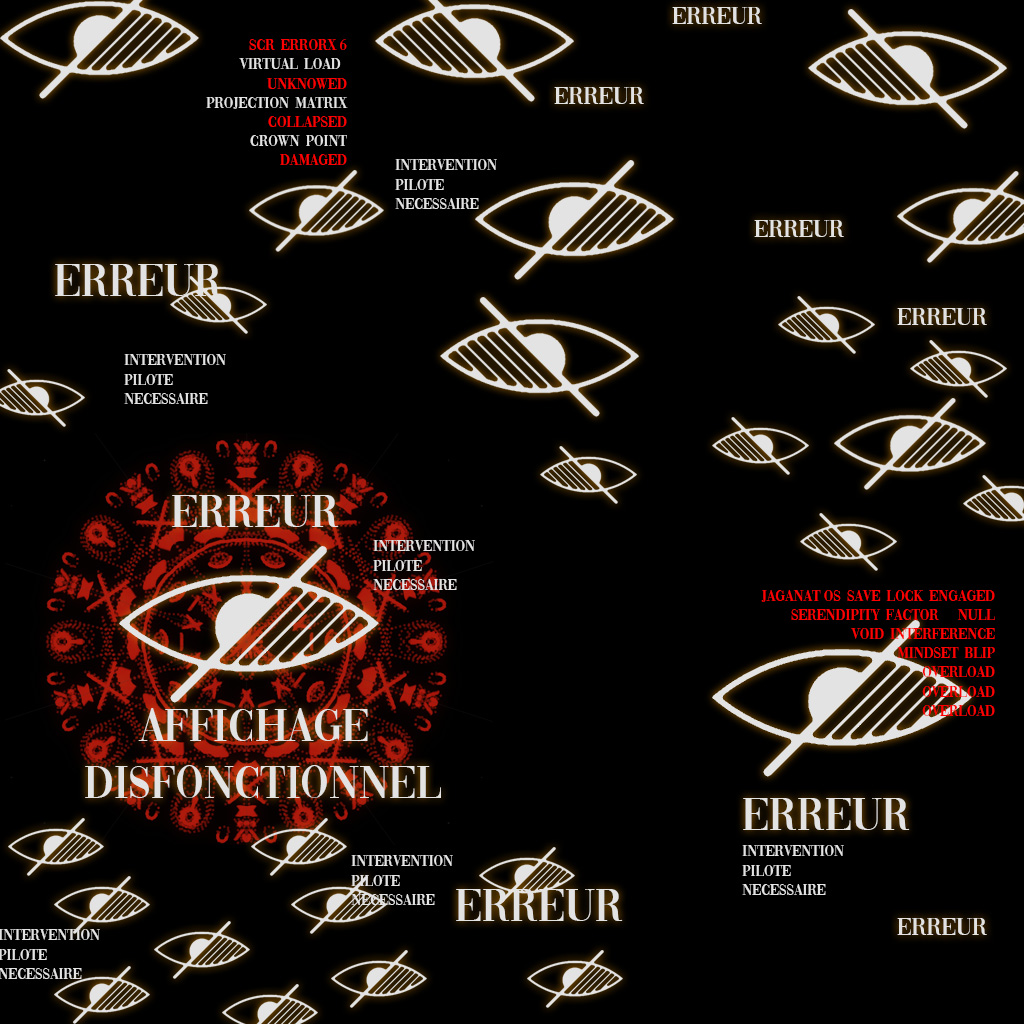 ERREUR
SCR ERRORX 6
VIRTUAL LOAD
UNKNOWED
PROJECTION MATRIX
COLLAPSED
CROWN POINT
DAMAGED
ERREUR
INTERVENTION
PILOTE
NECESSAIRE
ERREUR
ERREUR
ERREUR
INTERVENTION
PILOTE
NECESSAIRE
ERREUR
INTERVENTION
PILOTE
NECESSAIRE
AFFICHAGE
DISFONCTIONNEL
JAGANAT OS SAVE LOCK ENGAGED
SERENDIPITY FACTOR NULL
VOID INTERFERENCE
MINDSET BLIP
OVERLOAD
OVERLOAD
OVERLOAD
ERREUR
INTERVENTION
PILOTE
NECESSAIRE
INTERVENTION
PILOTE
NECESSAIRE
ERREUR
ERREUR
INTERVENTION
PILOTE
NECESSAIRE